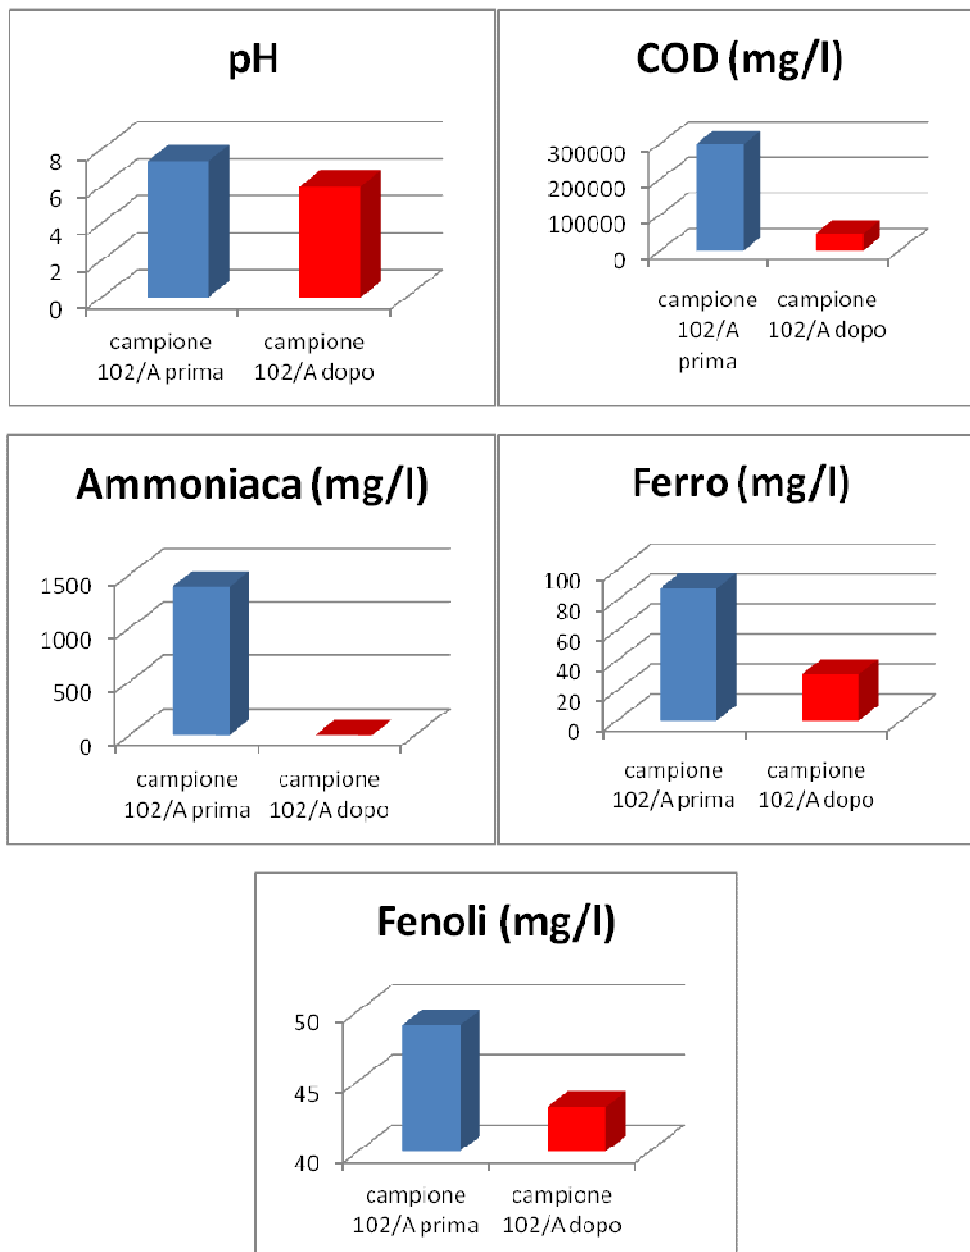 pH
8
6
4
2
0
campione
102/A prima
campione
102/A dopo
COD (mg/l)
300000
200000
100000
0
campione
102/A
prima
campione
102/A dopo
Ammoniaca (mg/l)
1500
1000
500
0
campione
102/A prima
campione
102/A dopo
Ferro (mg/l)
100
80
60
40
20
0
campione
102/A prima
campione
102/A dopo
Fenoli (mg/l)
50
45
40
campione
102/A prima
campione
102/A dopo